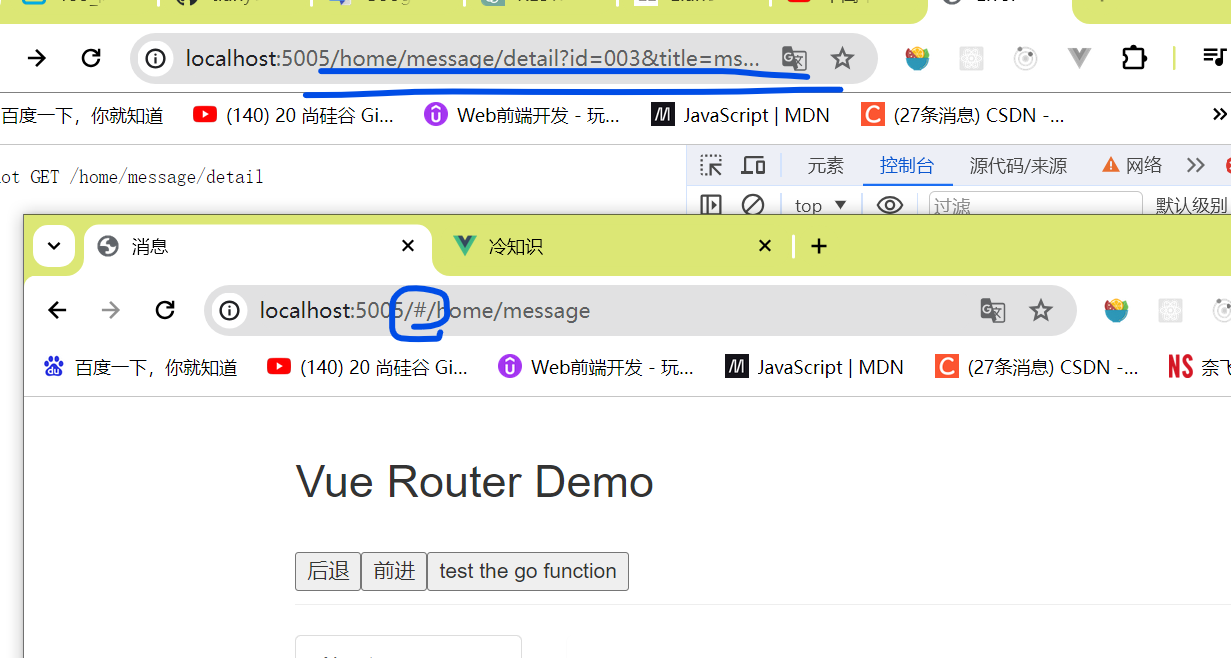 localhost:5005/home/message/detail?id=003&title=ms...
百度一下，你就知道 (140) 20 尚硅谷 Gi... Web前端开发 - 玩... JavaScript | MDN (27条消息) CSDN -... »
ot GET /home/message/detail
元素 控制台 源代码/来源 网络
top 过滤 默认级别
消息 冷知识
localhost:5005/#/home/message
百度一下，你就知道 (140) 20 尚硅谷 Gi... Web前端开发 - 玩... JavaScript | MDN (27条消息) CSDN -... NS 奈飞
Vue Router Demo
后退 前进 test the go function